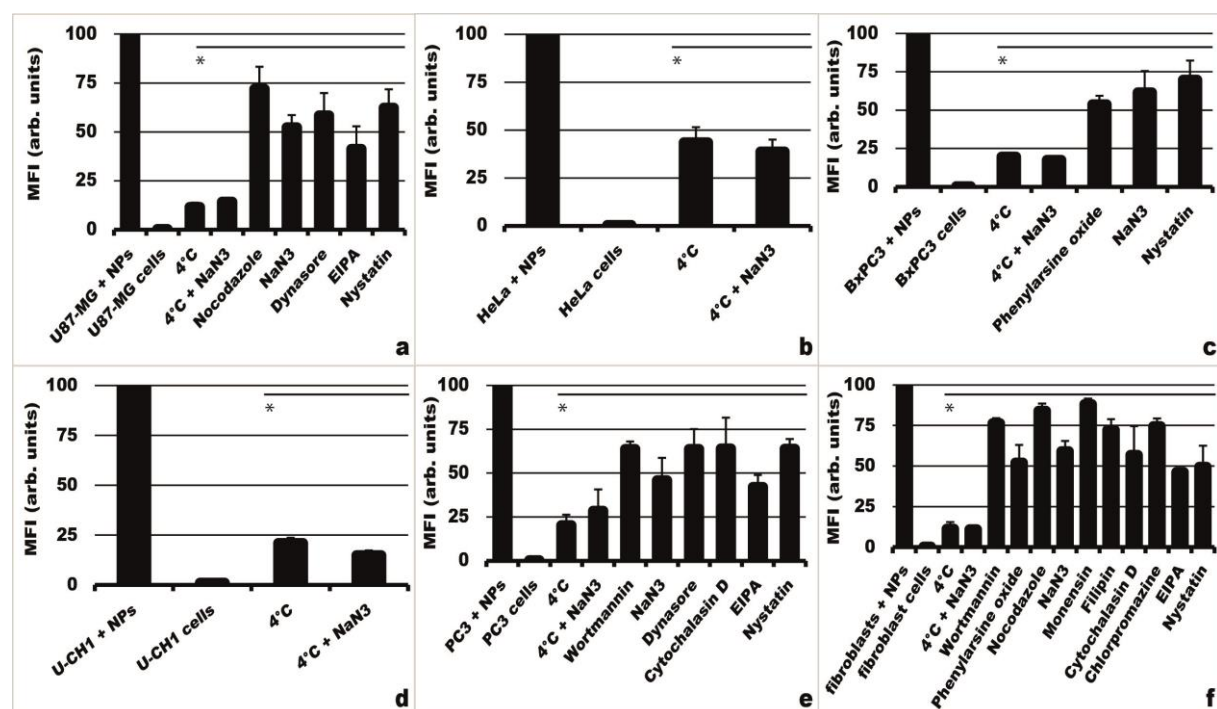 MFI (arb. units)
100
75
50
25
0
*
U87-MG + NPs
U87-MG cells
4°C
4°C + NaN3
Nocodazole
NaN3
Dynasore
EIPA
Nystatin
a
MFI (arb. units)
100
75
50
25
0
*
HeLa + NPs
HeLa cells
4°C
4°C + NaN3
b
MFI (arb. units)
100
75
50
25
0
*
BxPC3 + NPs
BxPC3 cells
4°C
4°C + NaN3
Phenylarsine oxide
NaN3
Nystatin
c
MFI (arb. units)
100
75
50
25
0
*
U-CH1 + NPs
U-CH1 cells
4°C
4°C + NaN3
d
MFI (arb. units)
100
75
50
25
0
*
PC3 + NPs
PC3 cells
4°C
4°C + NaN3
Wortmannin
NaN3
Dynasore
Cytochalasin D
EIPA
Nystatin
e
MFI (arb. units)
100
75
50
25
0
*
fibroblasts + NPs
fibroblast cells
4°C
4°C + NaN3
Wortmannin
Phenylarsine oxide
Nocodazole
NaN3
Monensin
Filipin
Cytochalasin D
Chlorpromazine
EIPA
Nystatin
f